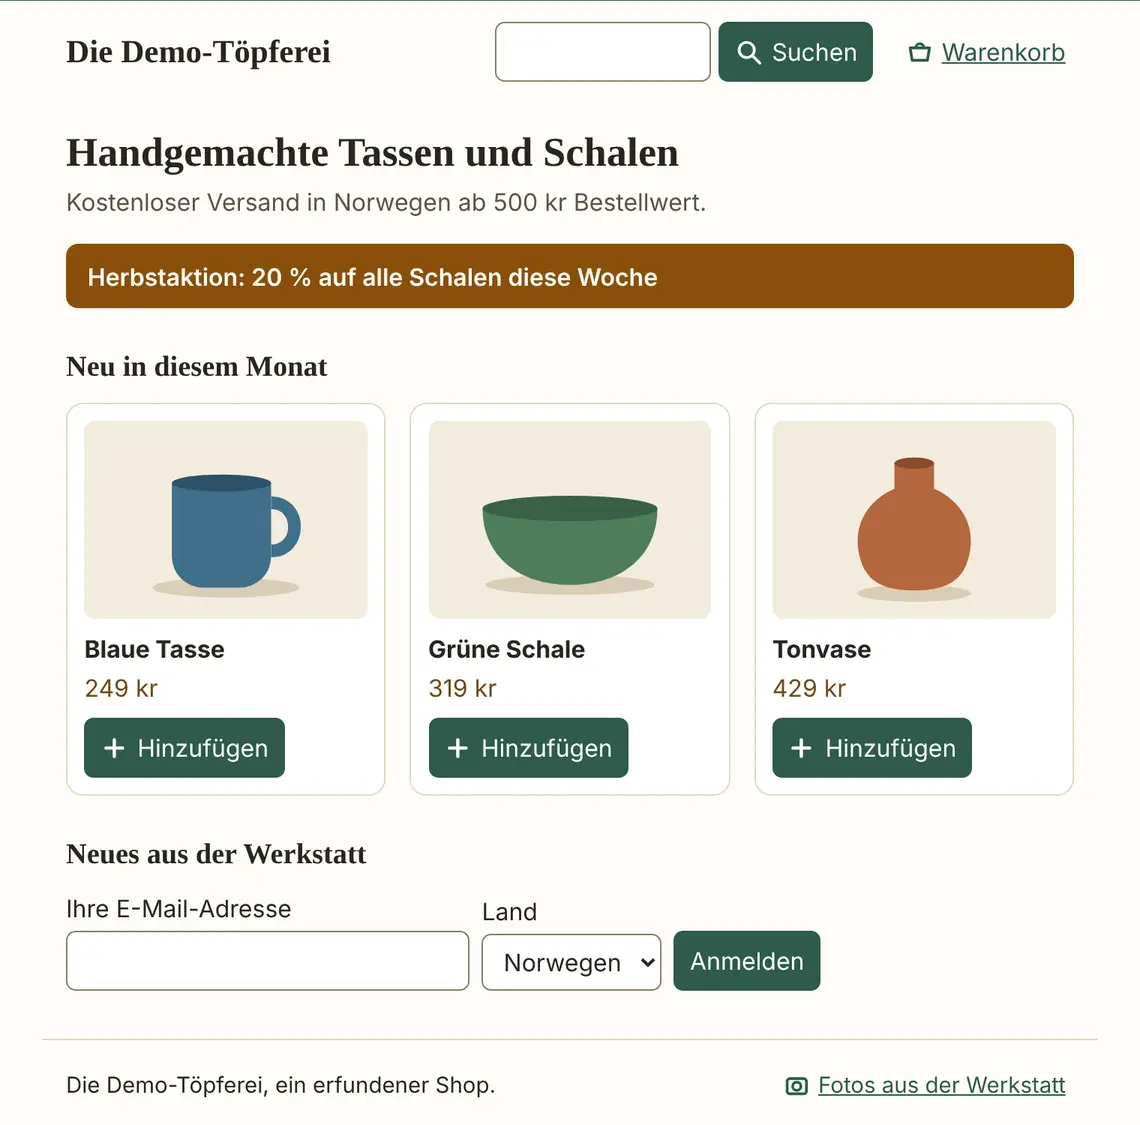 Die Demo-Töpferei
Suchen
Warenkorb
Handgemachte Tassen und Schalen
Kostenloser Versand in Norwegen ab 500 kr Bestellwert.
Herbstaktion: 20 % auf alle Schalen diese Woche
Neu in diesem Monat
Blaue Tasse
249 kr
Hinzufügen
Grüne Schale
319 kr
Hinzufügen
Tonvase
429 kr
Hinzufügen
Neues aus der Werkstatt
Ihre E-Mail-Adresse
Land
Norwegen
Anmelden
Die Demo-Töpferei, ein erfundener Shop.
Fotos aus der Werkstatt